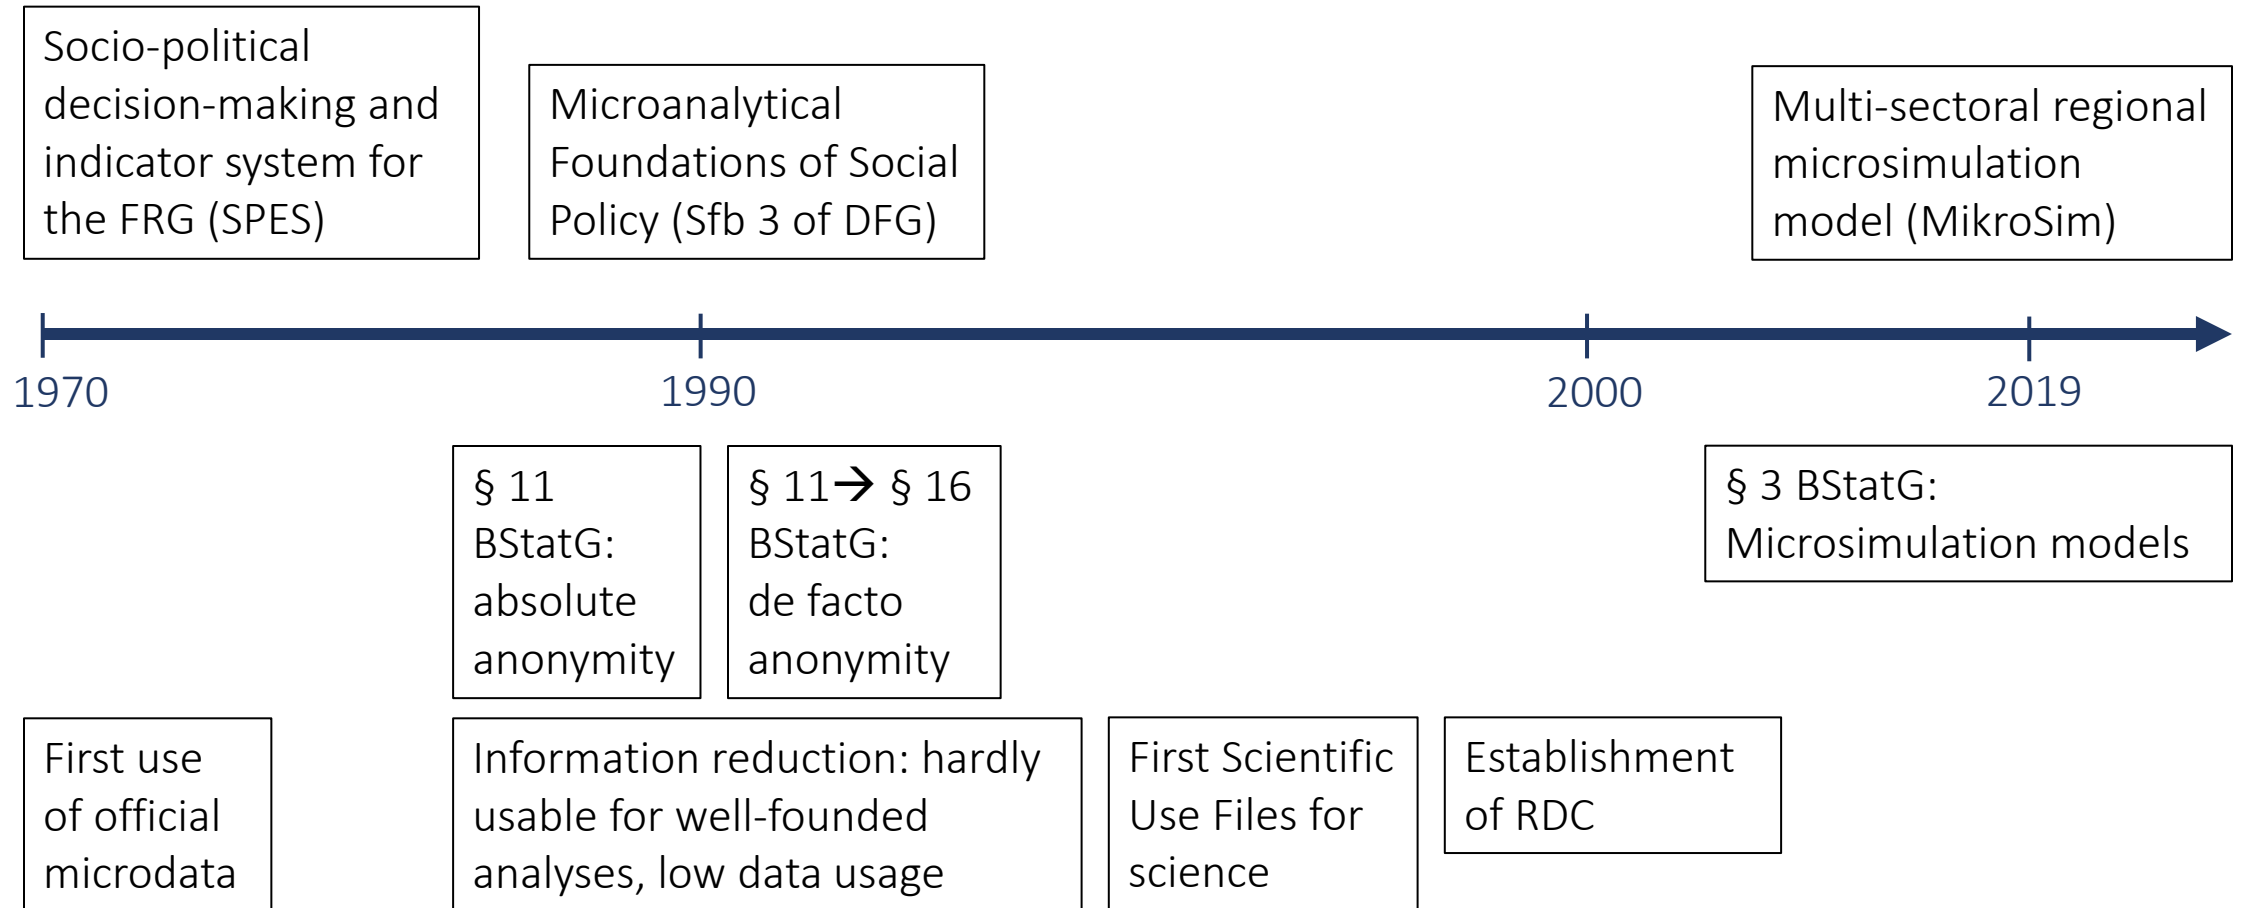 Socio-political
decision-making and
indicator system for
the FRG (SPES)
Microanalytical
Foundations of Social
Policy (Sfb 3 of DFG)
Multi-sectoral regional
microsimulation
model (MikroSim)
1970
1990
2000
2019
§ 11
BStatG:
absolute
anonymity
§ 11→ § 16
BStatG:
de facto
anonymity
§ 3 BStatG:
Microsimulation models
First use
of official
microdata
Information reduction: hardly
usable for well-founded
analyses, low data usage
First Scientific
Use Files for
science
Establishment
of RDC